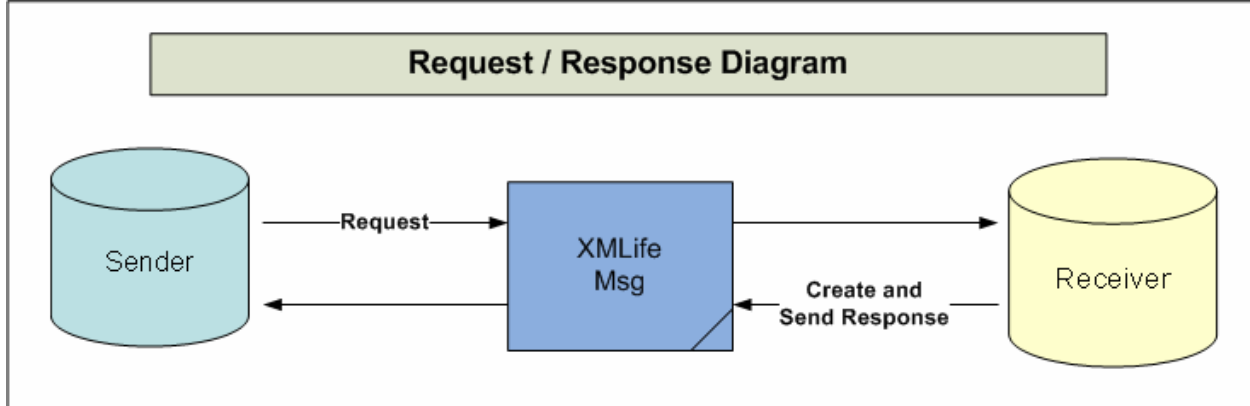 Request / Response Diagram
Request
Sender
XMLife
Msg
Receiver
Create and
Send Response